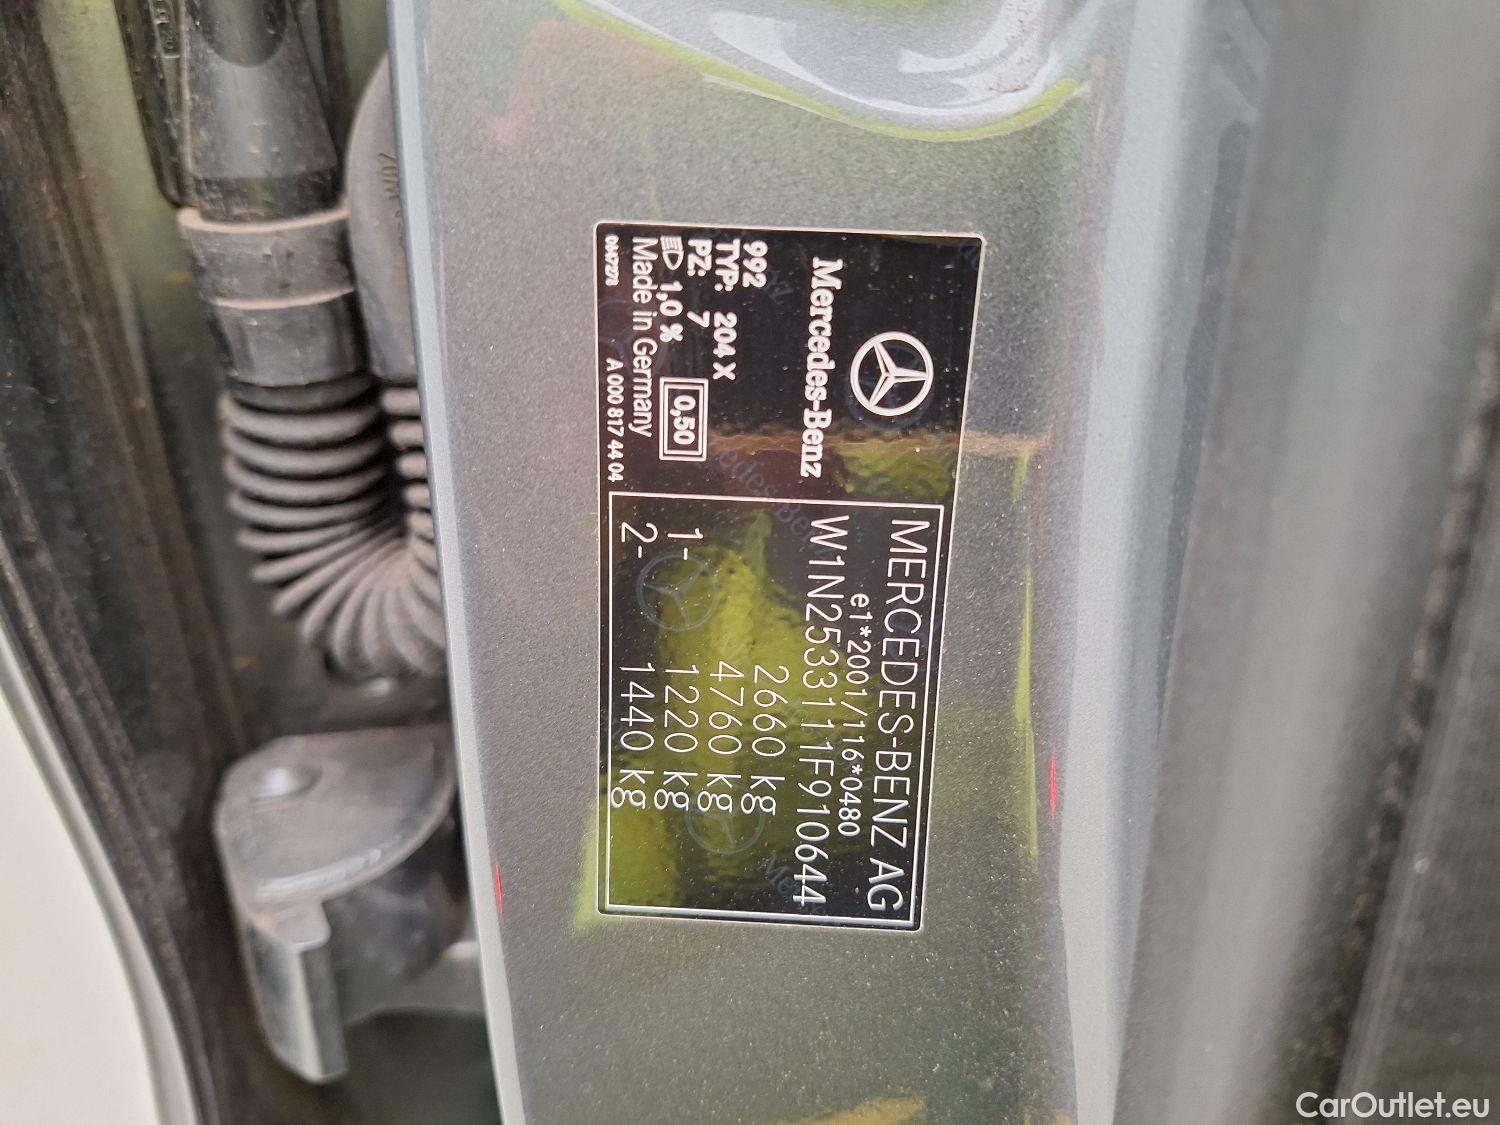 Mercedes-Benz
992
TYP: 204 X
PZ: 7
1,0 %
0,50
Made in Germany
A 000 817 44 04
MERCEDES-BENZ AG
e1*2001/116*0480
W1N2533111F910644
2660 kg
4760 kg
1- 1220 kg
2- 1440 kg
CarOutlet.eu